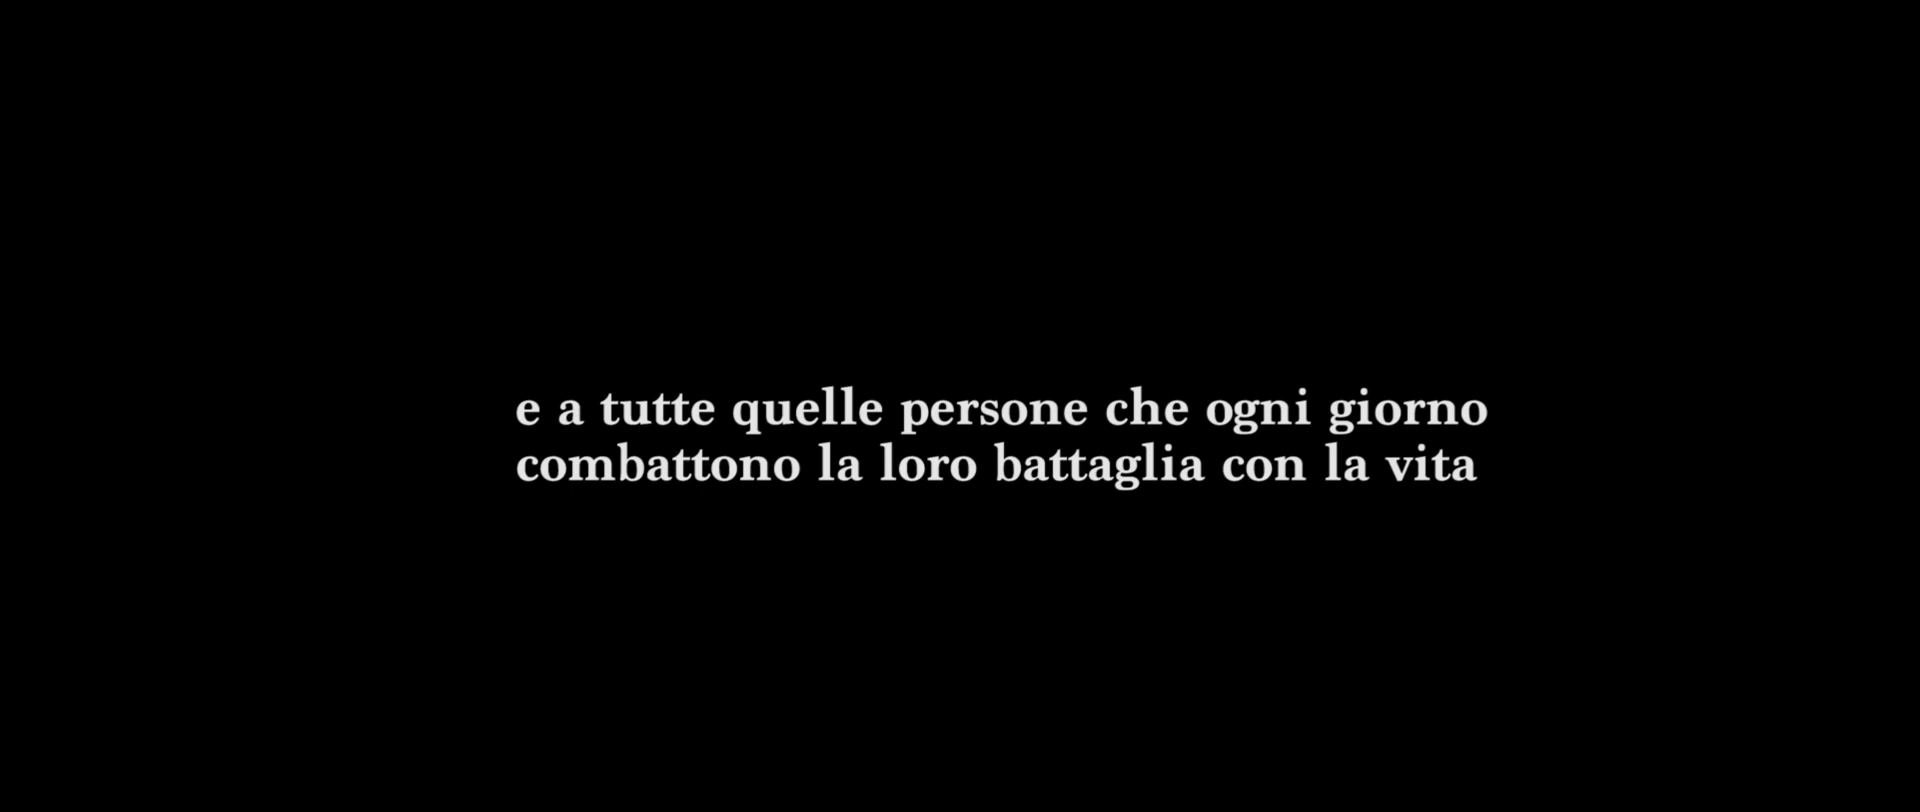 e a tutte quelle persone che ogni giorno
combattono la loro battaglia con la vita